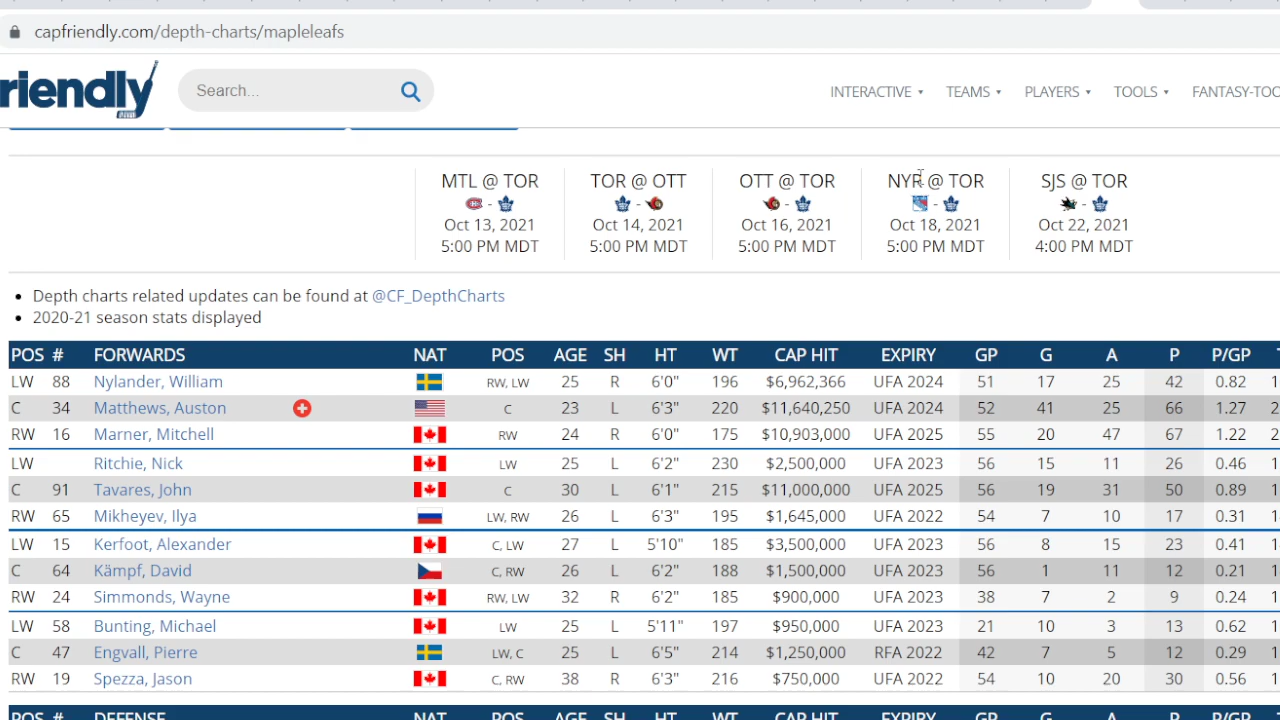 capfriendly.com/depth-charts/mapleleafs
riendly
Search...
INTERACTIVE TEAMS PLAYERS TOOLS FANTASY-TOO
MTL @ TOR TOR @ OTT OTT @ TOR NYR @ TOR SJS @ TOR
- - - - -
Oct 13, 2021 Oct 14, 2021 Oct 16, 2021 Oct 18, 2021 Oct 22, 2021
5:00 PM MDT 5:00 PM MDT 5:00 PM MDT 5:00 PM MDT 4:00 PM MDT
• Depth charts related updates can be found at @CF_DepthCharts
• 2020-21 season stats displayed
POS # FORWARDS NAT POS AGE SH HT WT CAP HIT EXPIRY GP G A P P/GP
LW 88 Nylander, William RW, LW 25 R 6'0" 196 $6,962,366 UFA 2024 51 17 25 42 0.82
C 34 Matthews, Auston C 23 L 6'3" 220 $11,640,250 UFA 2024 52 41 25 66 1.27
RW 16 Marner, Mitchell RW 24 R 6'0" 175 $10,903,000 UFA 2025 55 20 47 67 1.22
LW Ritchie, Nick LW 25 L 6'2" 230 $2,500,000 UFA 2023 56 15 11 26 0.46
C 91 Tavares, John C 30 L 6'1" 215 $11,000,000 UFA 2025 56 19 31 50 0.89
RW 65 Mikheyev, Ilya LW, RW 26 L 6'3" 195 $1,645,000 UFA 2022 54 7 10 17 0.31
LW 15 Kerfoot, Alexander C, LW 27 L 5'10" 185 $3,500,000 UFA 2023 56 8 15 23 0.41
C 64 Kämpf, David C, RW 26 L 6'2" 188 $1,500,000 UFA 2023 56 1 11 12 0.21
RW 24 Simmonds, Wayne RW, LW 32 R 6'2" 185 $900,000 UFA 2023 38 7 2 9 0.24
LW 58 Bunting, Michael LW 25 L 5'11" 197 $950,000 UFA 2023 21 10 3 13 0.62
C 47 Engvall, Pierre LW, C 25 L 6'5" 214 $1,250,000 RFA 2022 42 7 5 12 0.29
RW 19 Spezza, Jason C, RW 38 R 6'3" 216 $750,000 UFA 2022 54 10 20 30 0.56
POS # DEFENSE NAT POS AGE SH HT WT CAP HIT EXPIRY GP G A P P/GP